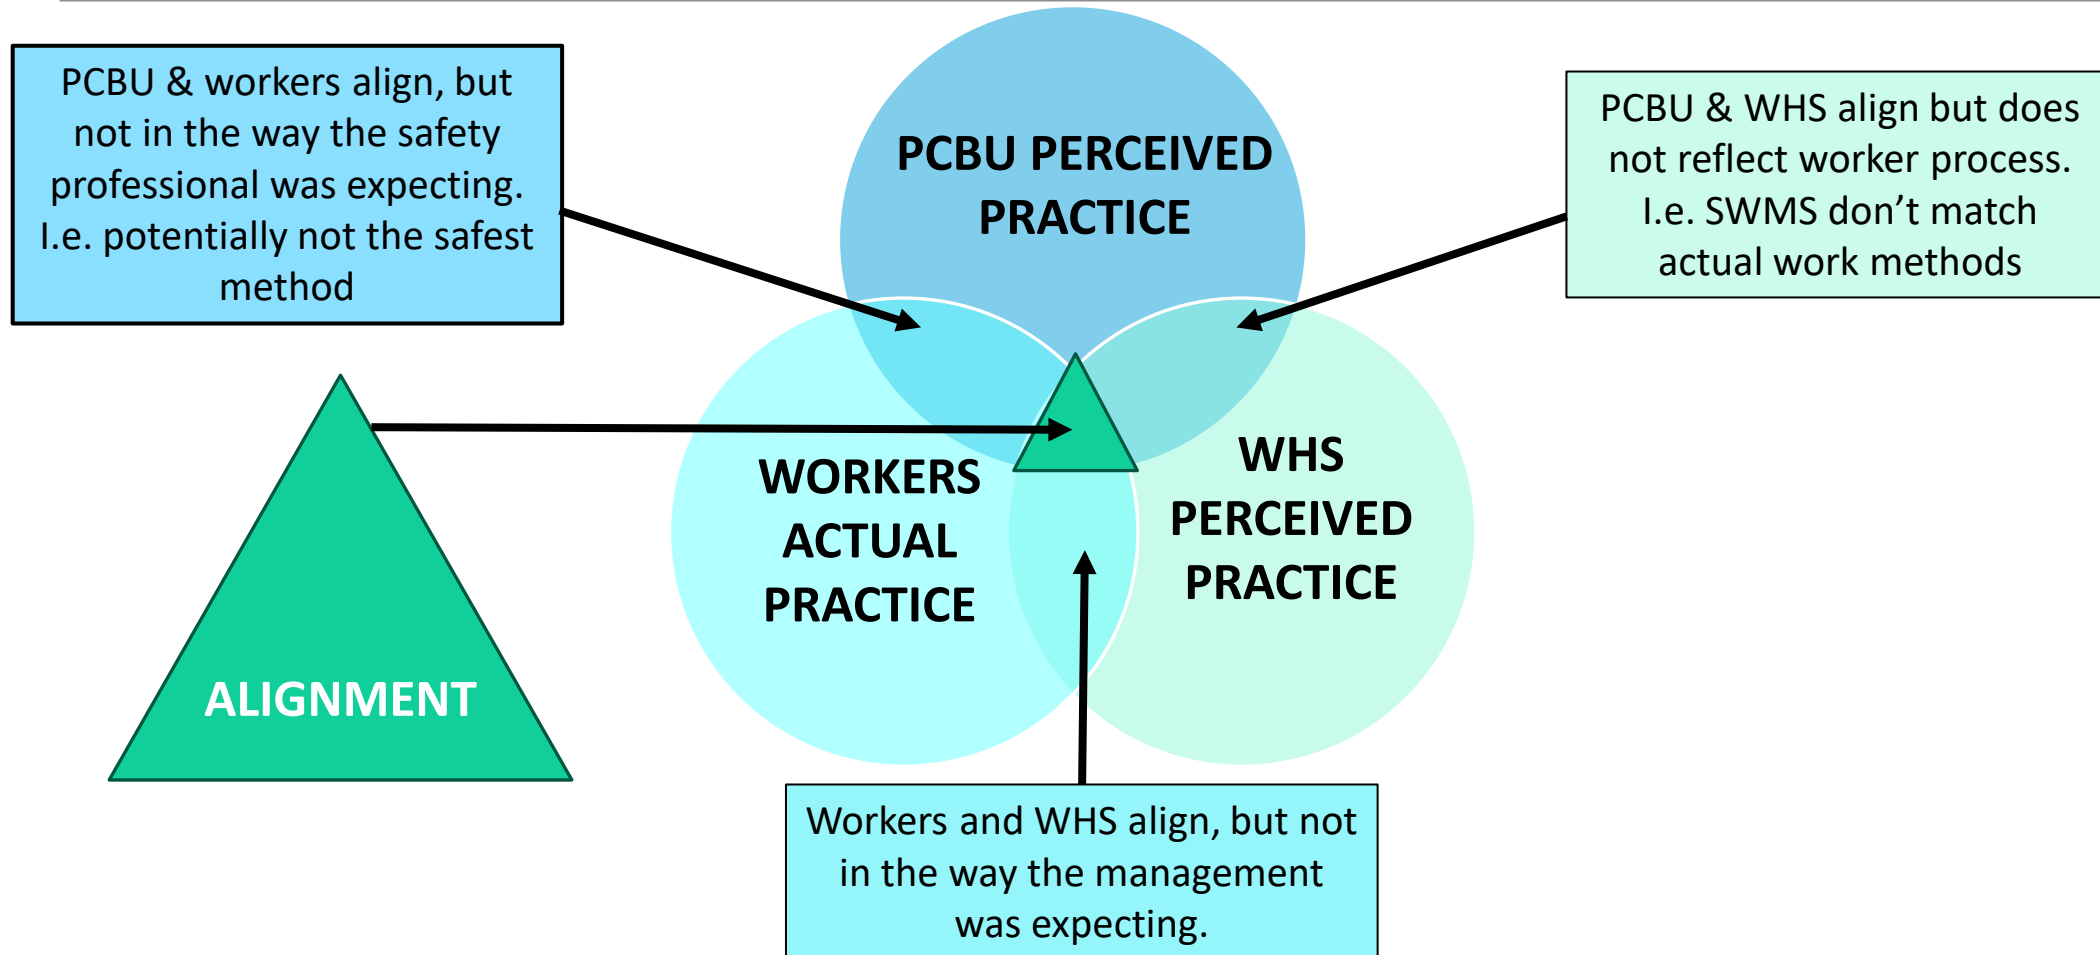 PCBU & workers align, but
not in the way the safety
professional was expecting.
I.e. potentially not the safest
method
PCBU PERCEIVED
PRACTICE
PCBU & WHS align but does
not reflect worker process.
I.e. SWMS don’t match
actual work methods
ALIGNMENT
WORKERS
ACTUAL
PRACTICE
WHS
PERCEIVED
PRACTICE
Workers and WHS align, but not
in the way the management
was expecting.